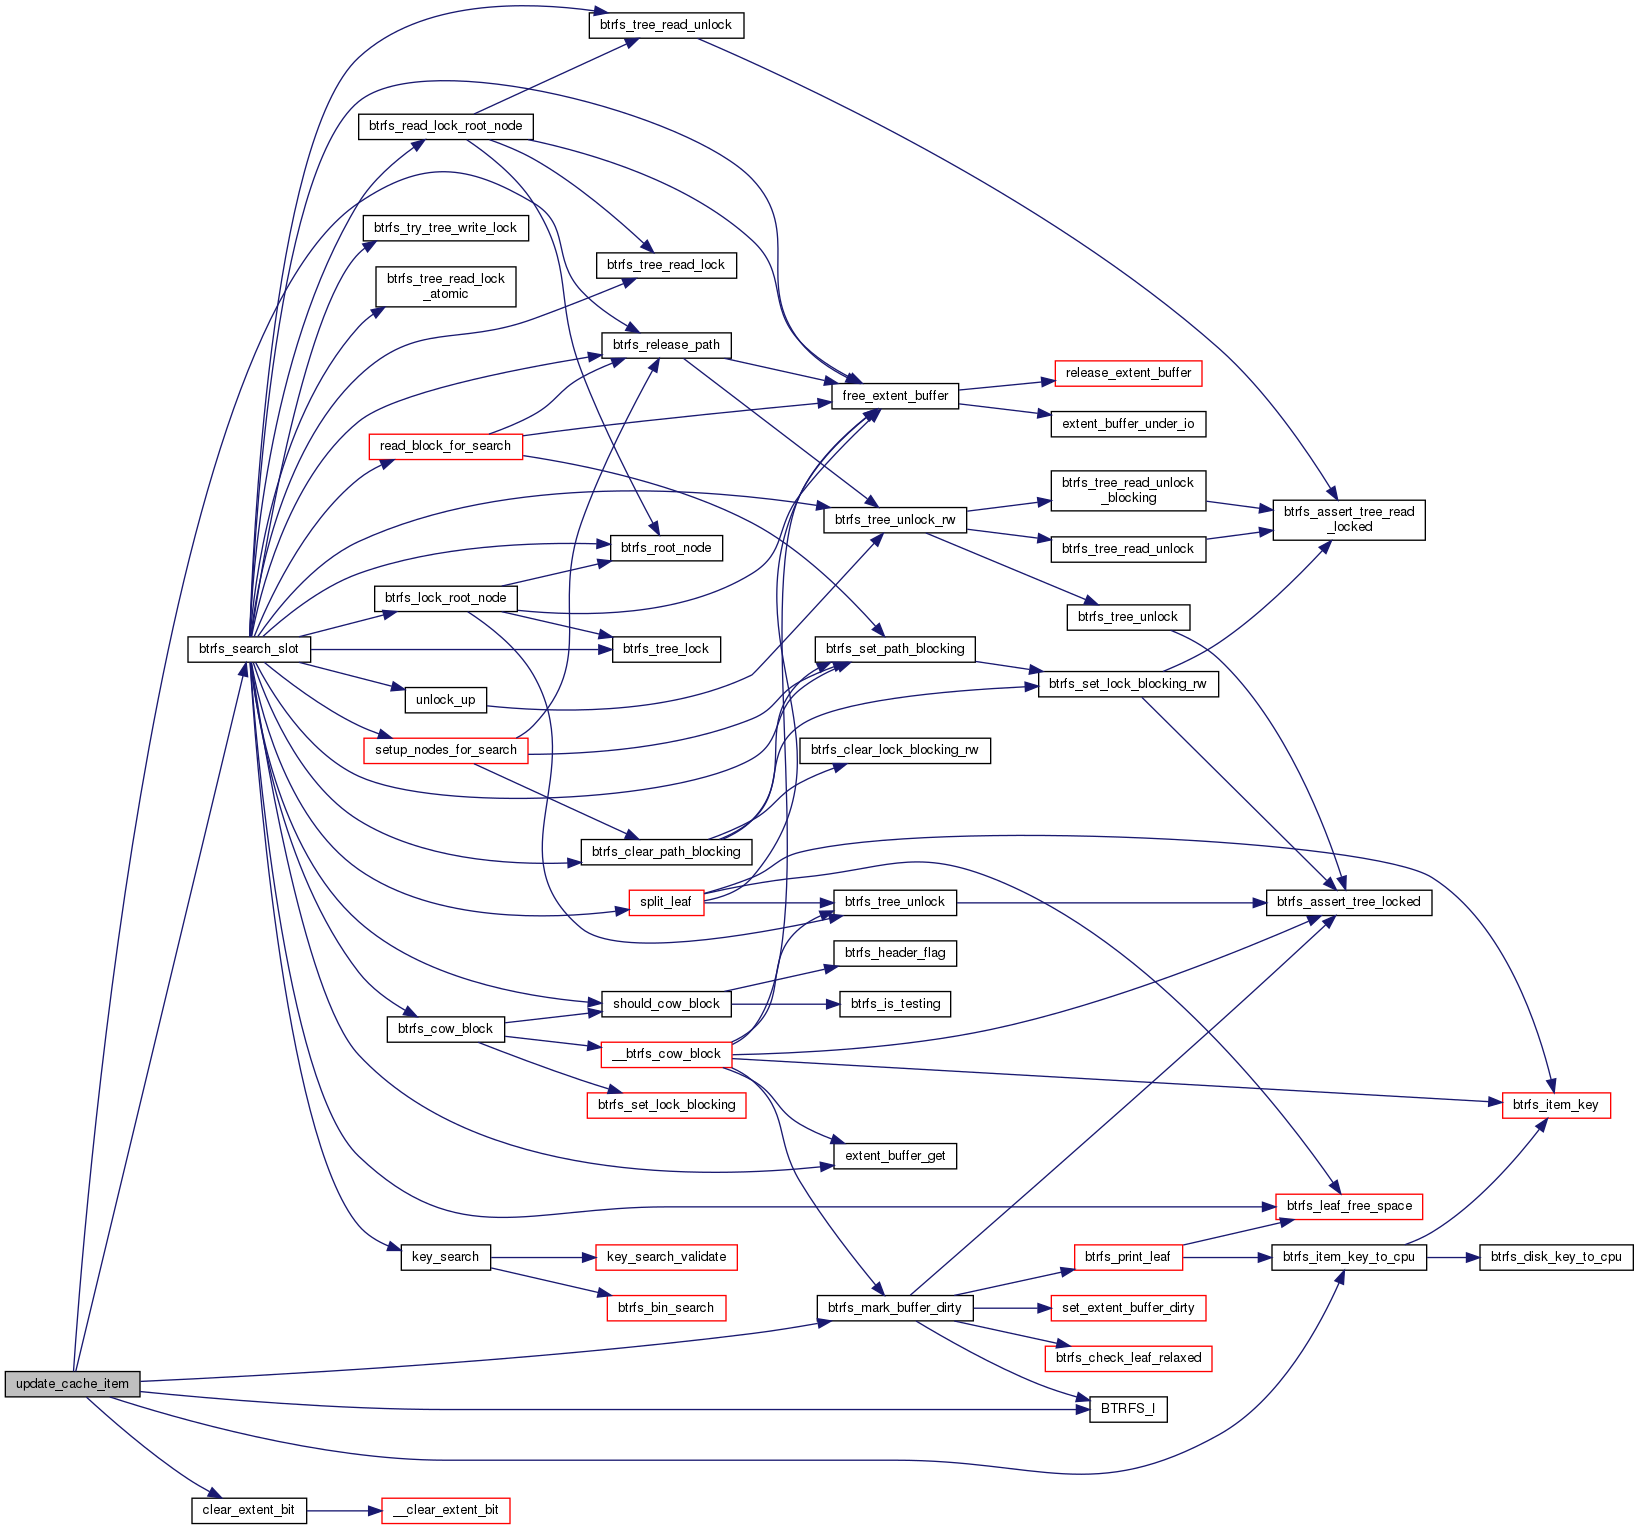 btrfs_tree_read_unlock
btrfs_read_lock_root_node
btrfs_try_tree_write_lock
btrfs_tree_read_lock
btrfs_tree_read_lock
_atomic
btrfs_release_path
release_extent_buffer
free_extent_buffer
extent_buffer_under_io
read_block_for_search
btrfs_tree_read_unlock
_blocking
btrfs_assert_tree_read
_locked
btrfs_tree_unlock_rw
btrfs_root_node
btrfs_tree_read_unlock
btrfs_lock_root_node
btrfs_tree_unlock
btrfs_search_slot
btrfs_tree_lock
btrfs_set_path_blocking
btrfs_set_lock_blocking_rw
unlock_up
setup_nodes_for_search
btrfs_clear_lock_blocking_rw
btrfs_clear_path_blocking
split_leaf
btrfs_tree_unlock
btrfs_assert_tree_locked
btrfs_header_flag
should_cow_block
btrfs_is_testing
btrfs_cow_block
__btrfs_cow_block
btrfs_set_lock_blocking
btrfs_item_key
extent_buffer_get
btrfs_leaf_free_space
key_search
key_search_validate
btrfs_print_leaf
btrfs_item_key_to_cpu
btrfs_disk_key_to_cpu
btrfs_bin_search
btrfs_mark_buffer_dirty
set_extent_buffer_dirty
btrfs_check_leaf_relaxed
update_cache_item
BTRFS_I
clear_extent_bit
__clear_extent_bit